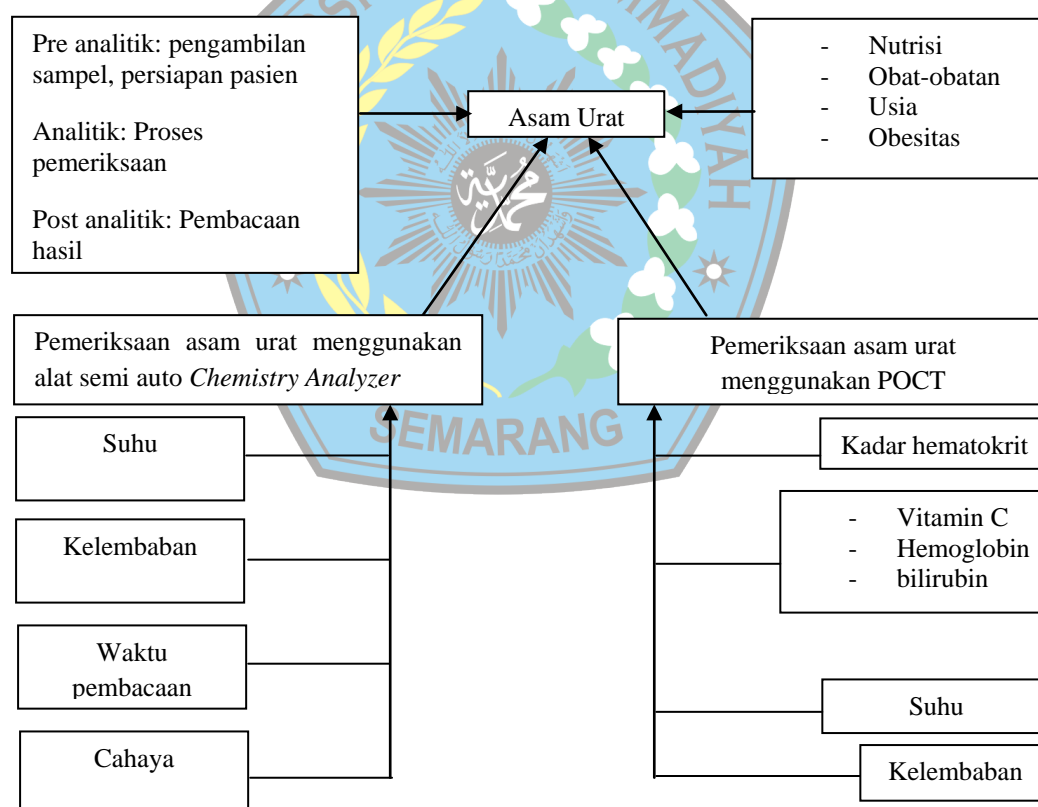 Pre analitik: pengambilan
sampel, persiapan pasien
Analitik: Proses
pemeriksaan
Post analitik: Pembacaan
hasil
Asam Urat
- Nutrisi
- Obat-obatan
- Usia
- Obesitas
Pemeriksaan asam urat menggunakan
alat semi auto Chemistry Analyzer
Pemeriksaan asam urat
menggunakan POCT
SEMARANG
Suhu
Kelembaban
Waktu
pembacaan
Cahaya
Kadar hematokrit
- Vitamin C
- Hemoglobin
- bilirubin
Suhu
Kelembaban